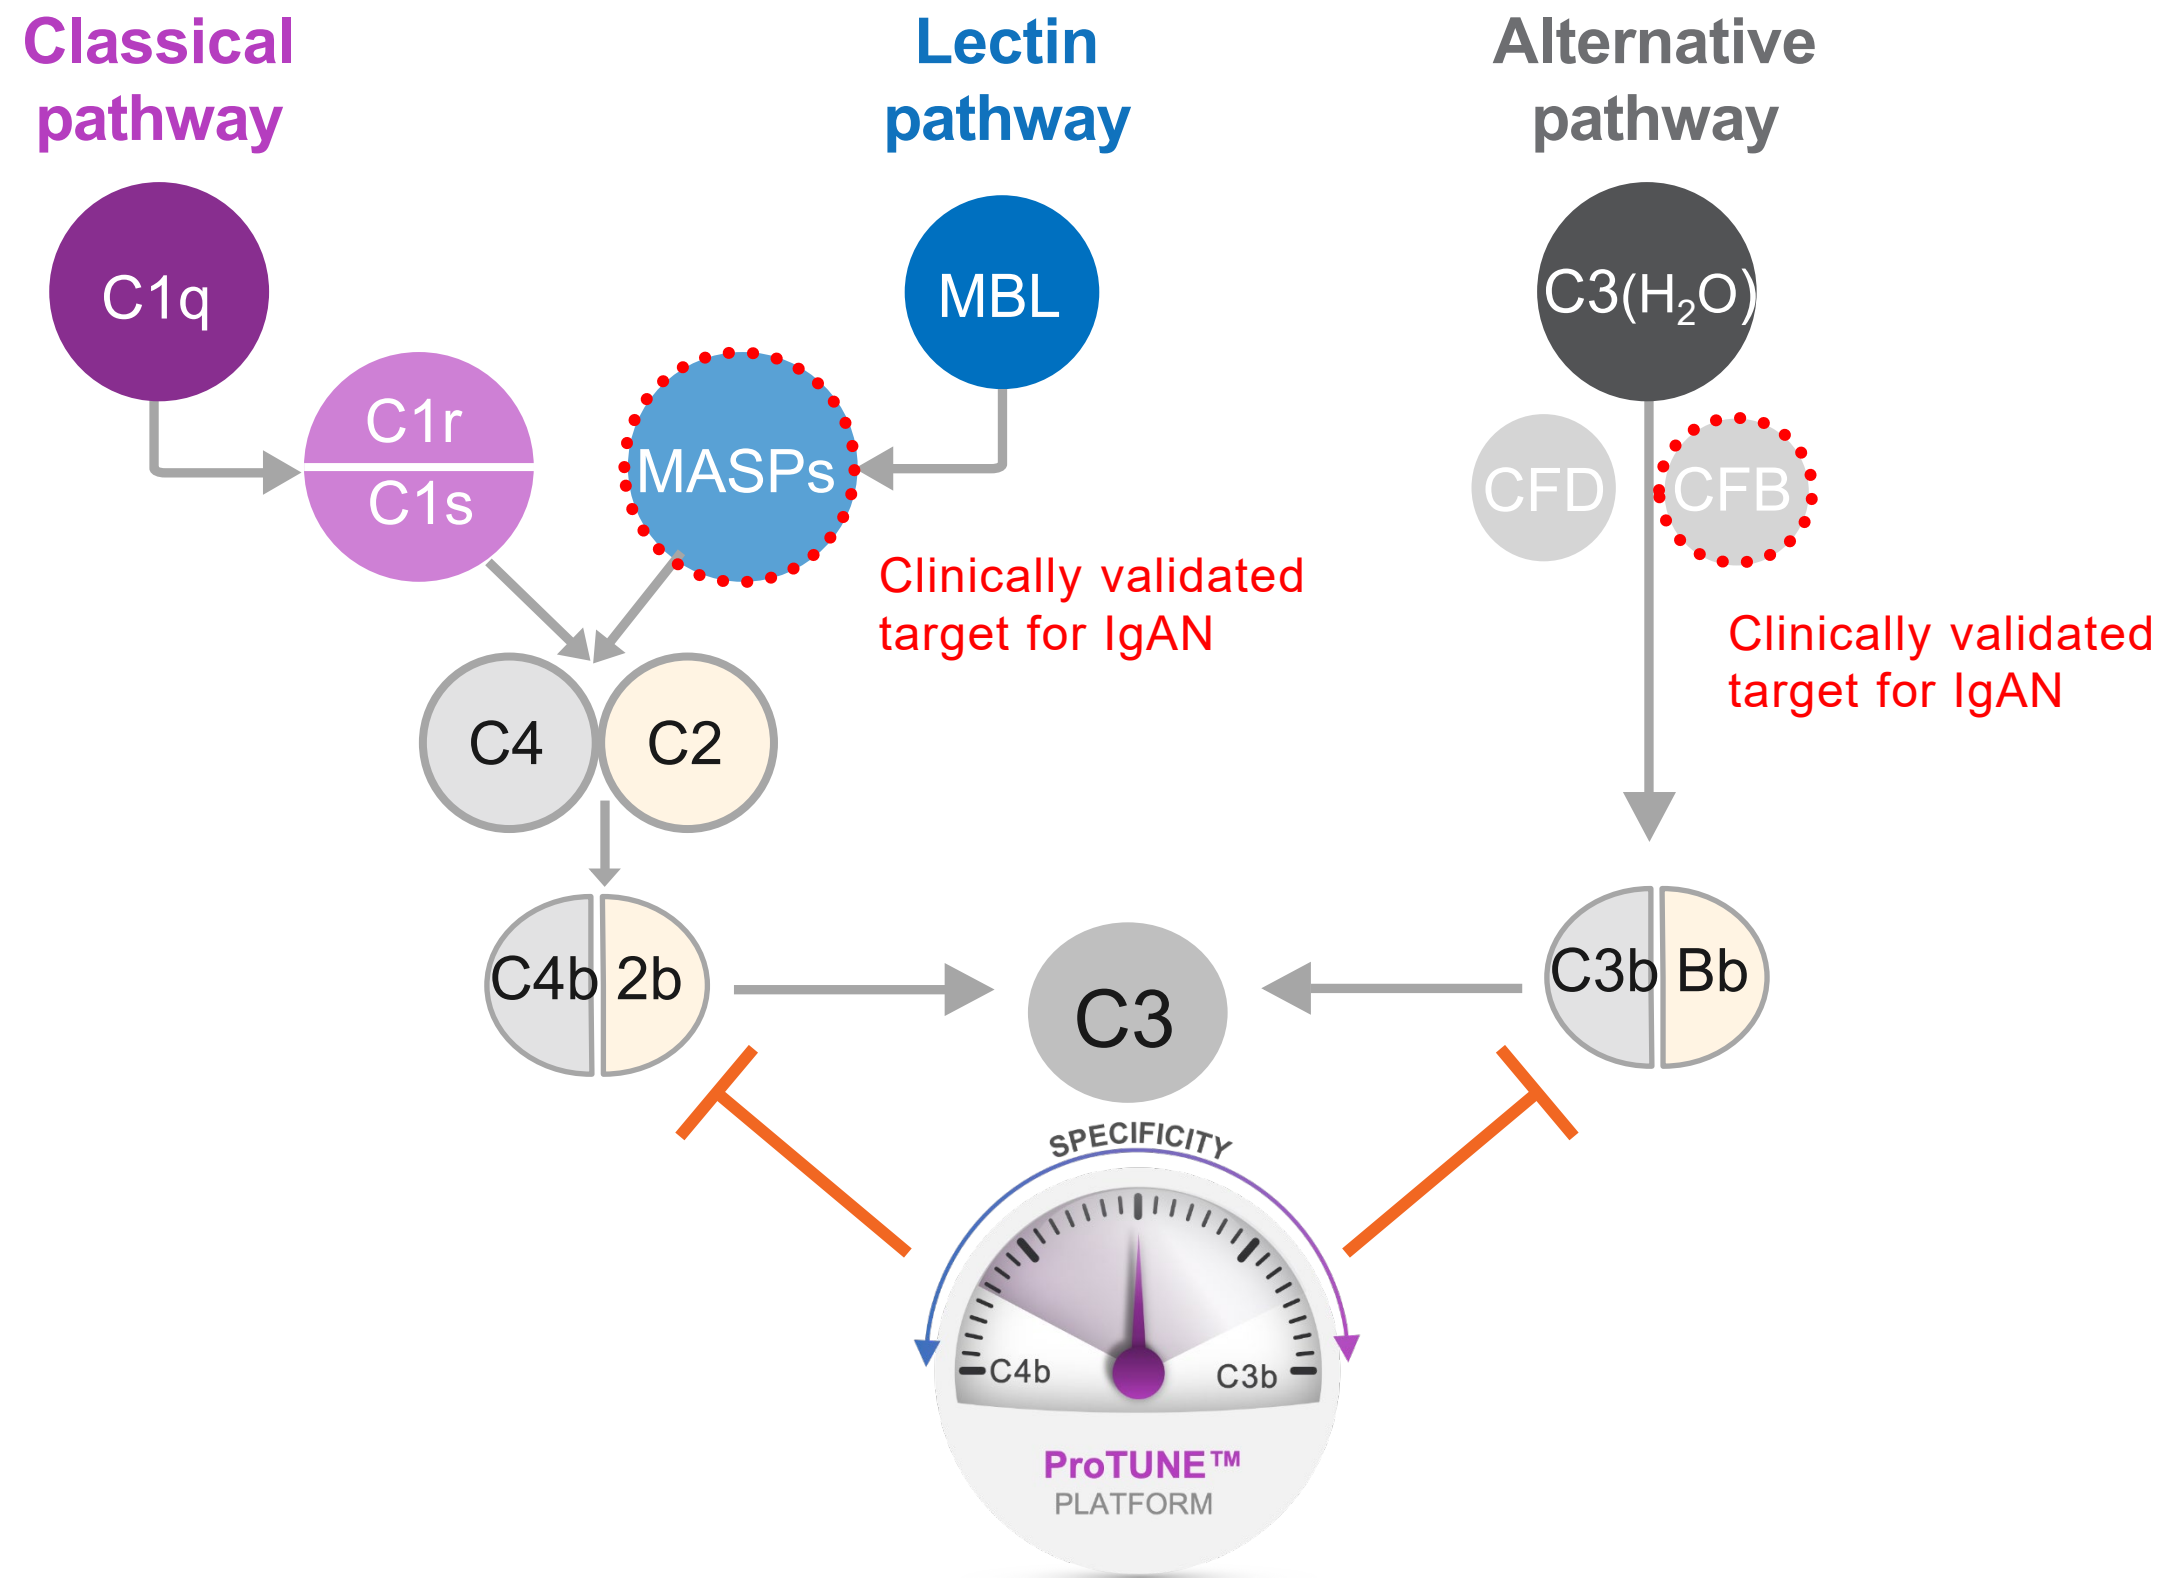 Classical
pathway
Lectin
pathway
Alternative
pathway
C1q
MBL
C3(H₂O)
C1r
C1s
MASPs
CFD
CFB
Clinically validated
target for IgAN
Clinically validated
target for IgAN
C4
C2
C4b
2b
C3
C3b
Bb
SPECIFICITY
C4b
C3b
ProTUNE™
PLATFORM